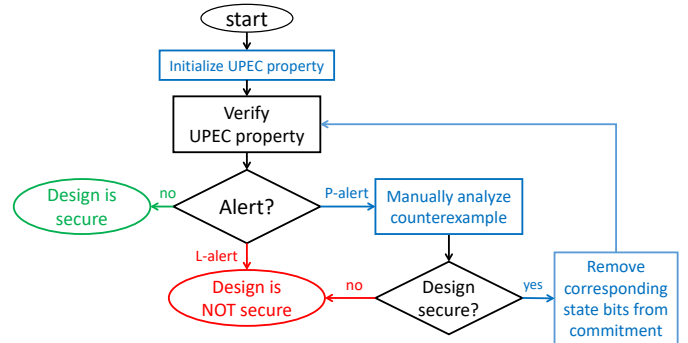 start
Initialize UPEC property
Verify
UPEC property
Alert?
no
Design is
secure
P-alert
Manually analyze
counterexample
L-alert
Design is
NOT secure
no
Design
secure?
yes
Remove
corresponding
state bits from
commitment